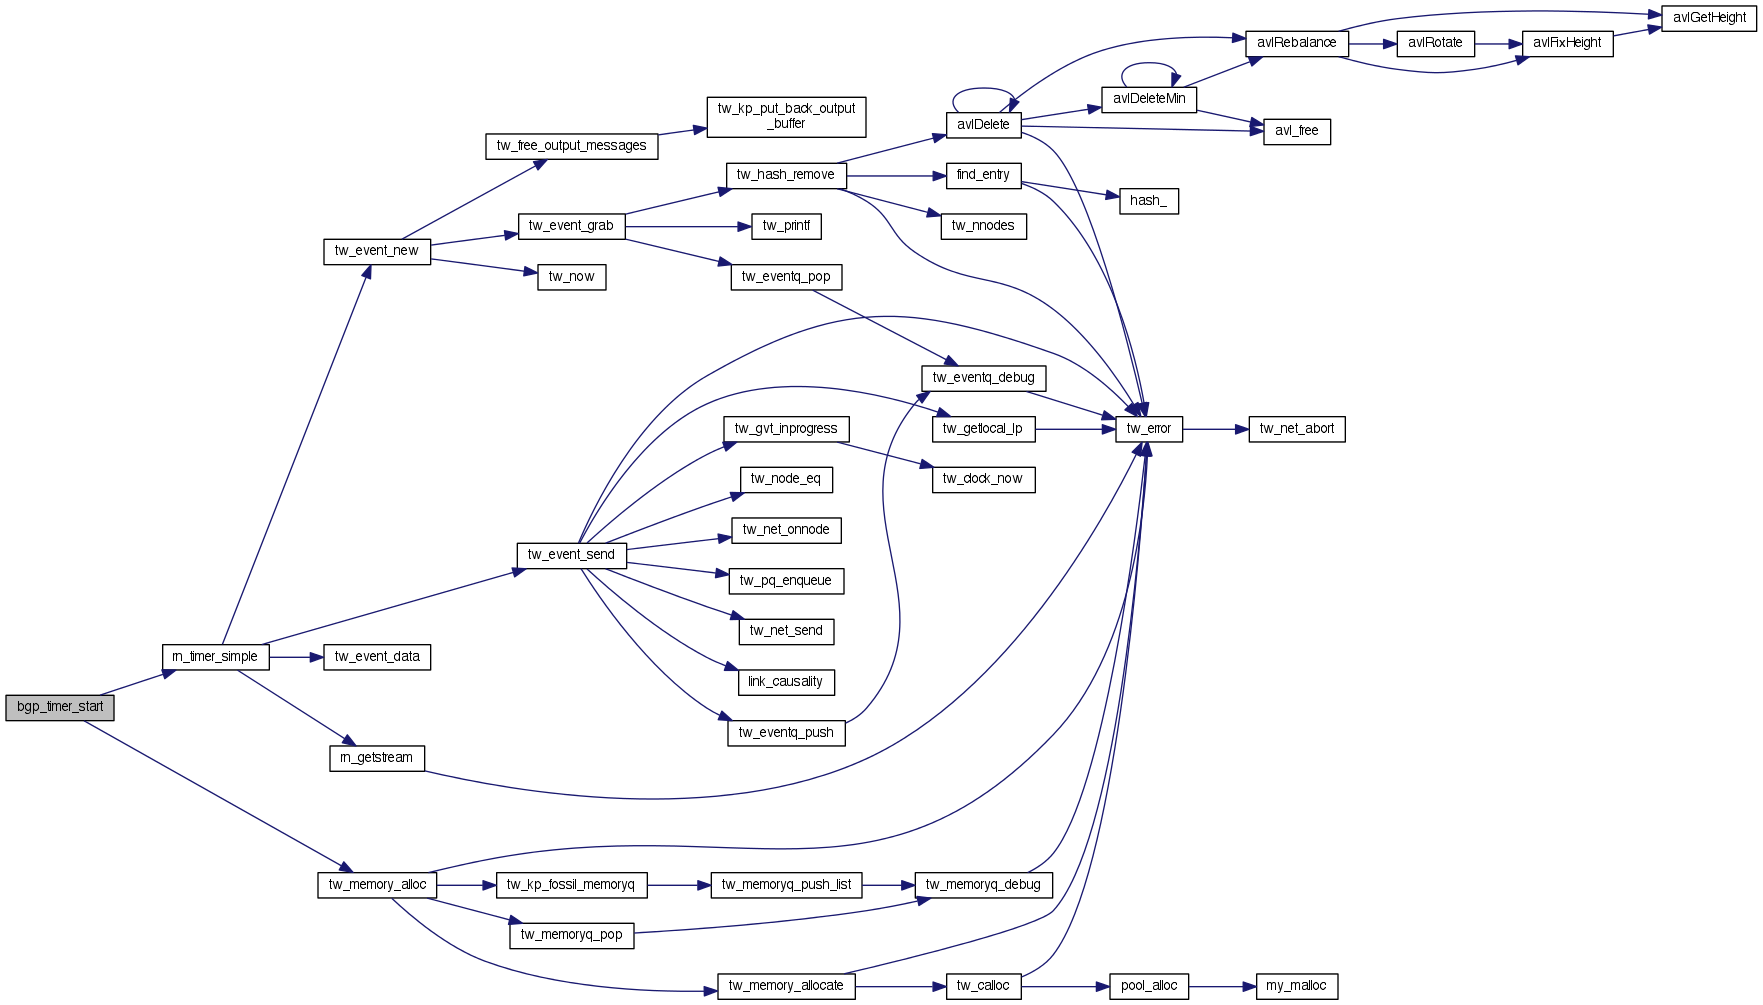 avlGetHeight
avlRebalance
avlRotate
avlFixHeight
avlDeleteMin
tw_kp_put_back_output
_buffer
avlDelete
avl_free
tw_free_output_messages
tw_hash_remove
find_entry
hash_
tw_event_grab
tw_printf
tw_nnodes
tw_event_new
tw_now
tw_eventq_pop
tw_eventq_debug
tw_gvt_inprogress
tw_getlocal_lp
tw_error
tw_net_abort
tw_node_eq
tw_clock_now
tw_net_onnode
tw_event_send
tw_pq_enqueue
tw_net_send
rn_timer_simple
tw_event_data
link_causality
bgp_timer_start
tw_eventq_push
rn_getstream
tw_memory_alloc
tw_kp_fossil_memoryq
tw_memoryq_push_list
tw_memoryq_debug
tw_memoryq_pop
tw_memory_allocate
tw_calloc
pool_alloc
my_malloc